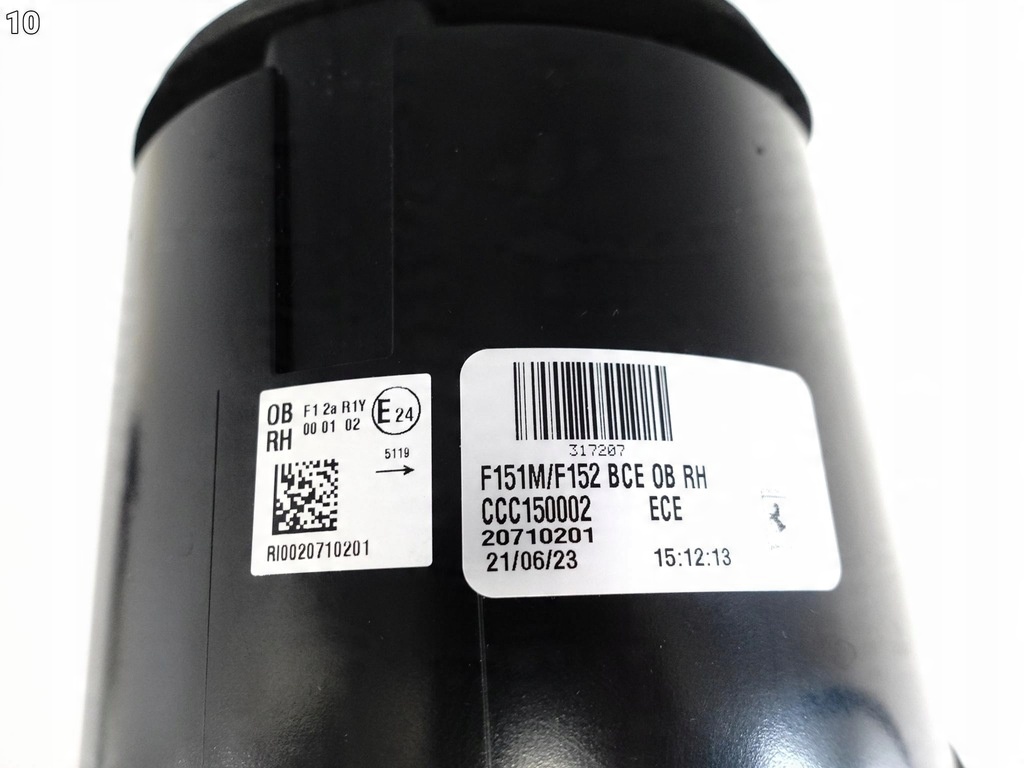 10
OB F1 2a R1Y E 24
RH 00 01 02
5119
RI0020710201
317207
F151M/F152 BCE OB RH
CCC150002 ECE
20710201
21/06/23 15:12:13